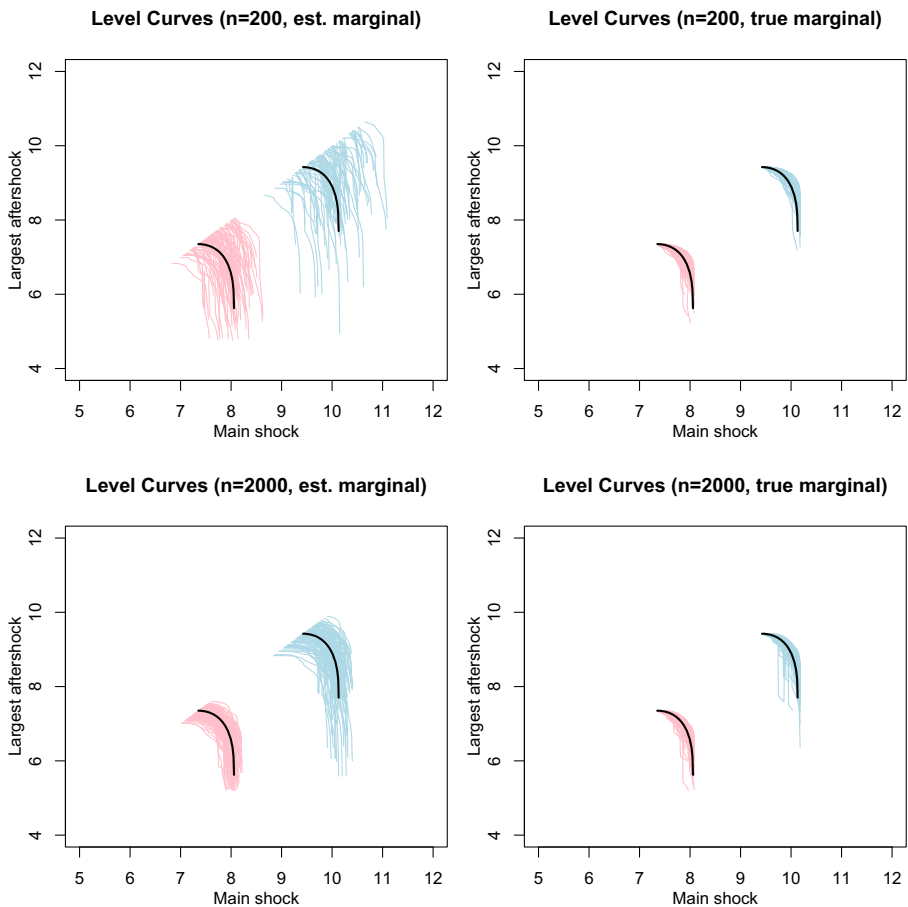 Level Curves (n=200, est. marginal)
Largest aftershock
12
10
8
6
4
5 6 7 8 9 10 11 12
Main shock
Level Curves (n=200, true marginal)
Largest aftershock
12
10
8
6
4
5 6 7 8 9 10 11 12
Main shock
Level Curves (n=2000, est. marginal)
Largest aftershock
12
10
8
6
4
5 6 7 8 9 10 11 12
Main shock
Level Curves (n=2000, true marginal)
Largest aftershock
12
10
8
6
4
5 6 7 8 9 10 11 12
Main shock